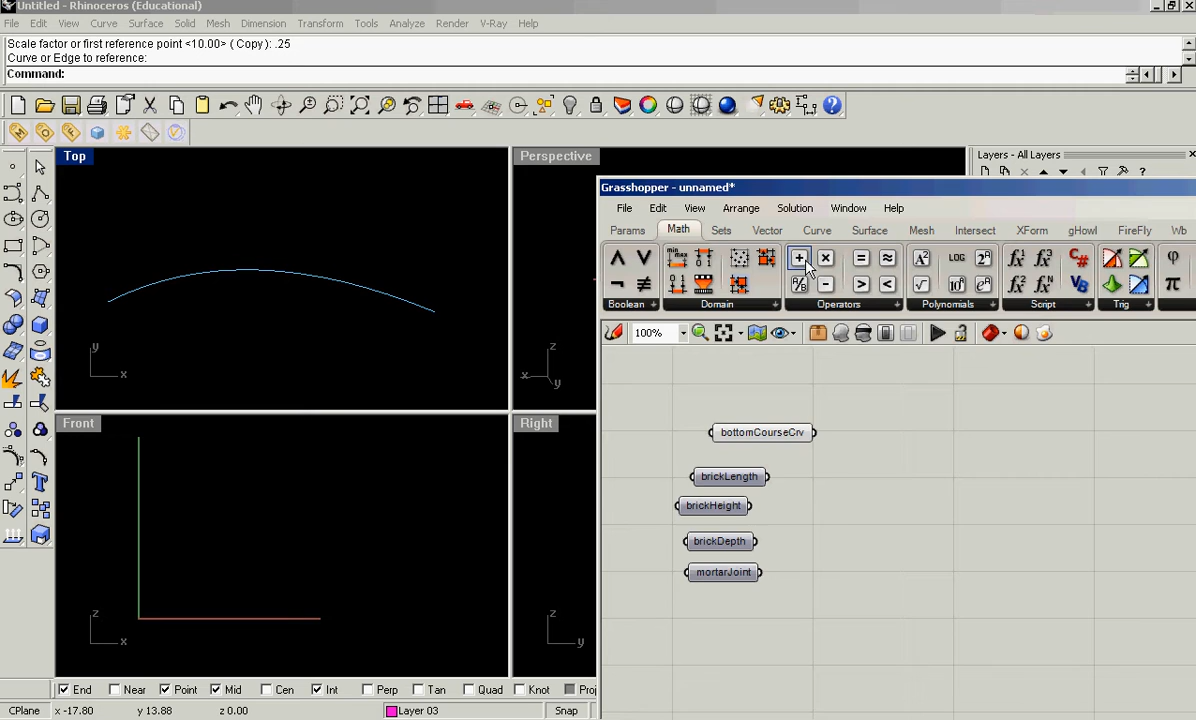 Untitled - Rhinoceros (Educational)
File Edit View Curve Surface Solid Mesh Dimension Transform Tools Analyze Render V-Ray Help
Scale factor or first reference point <10.00> ( Copy ): .25
Curve or Edge to reference:
Command:
Top
Perspective
Layers - All Layers
Grasshopper - unnamed*
File Edit View Arrange Solution Window Help
Params Math Sets Vector Curve Surface Mesh Intersect XForm gHowl FireFly Wb
Boolean Domain Operators Polynomials Script Trig
100%
bottomCourseCrv
brickLength
brickHeight
brickDepth
mortarJoint
y
x
z
x
y
Front
Right
z
x
z
y
End Near Point Mid Cen Int Perp Tan Quad Knot Proj
CPlane x -17.80 y 13.88 z 0.00 Layer 03 Snap